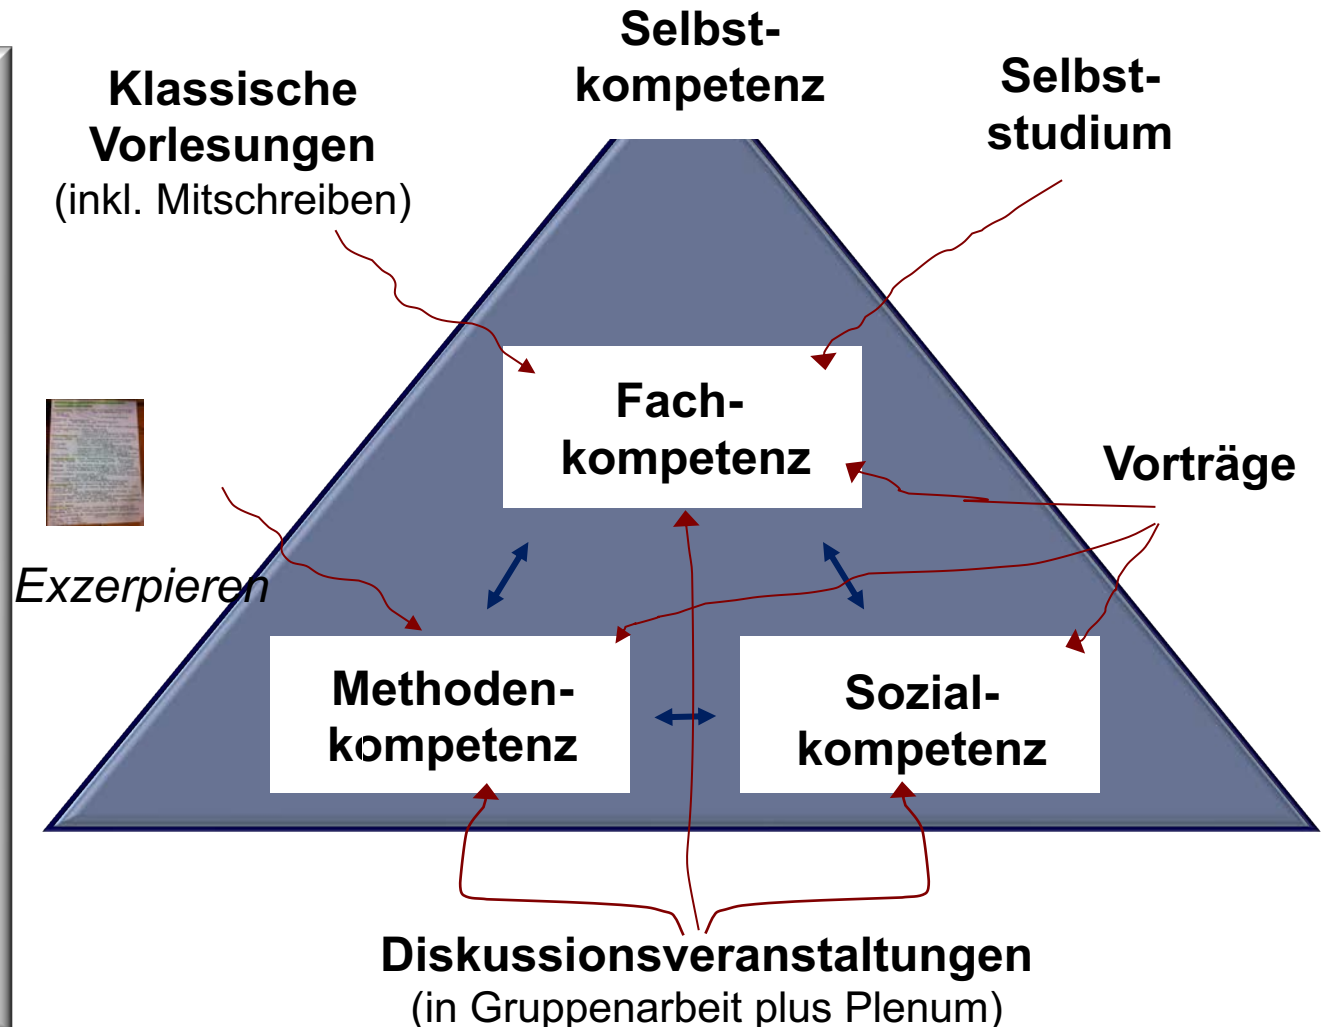 Selbst-
kompetenz
Klassische
Vorlesungen
(inkl. Mitschreiben)
Selbst-
studium
Fach-
kompetenz
Vorträge
Exzerpieren
Methoden-
kompetenz
Sozial-
kompetenz
Diskussionsveranstaltungen
(in Gruppenarbeit plus Plenum)